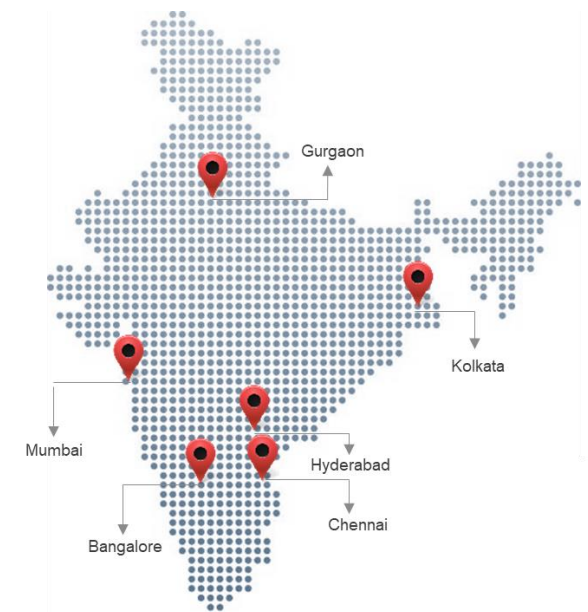 Gurgaon
Kolkata
Mumbai
Hyderabad
Chennai
Bangalore